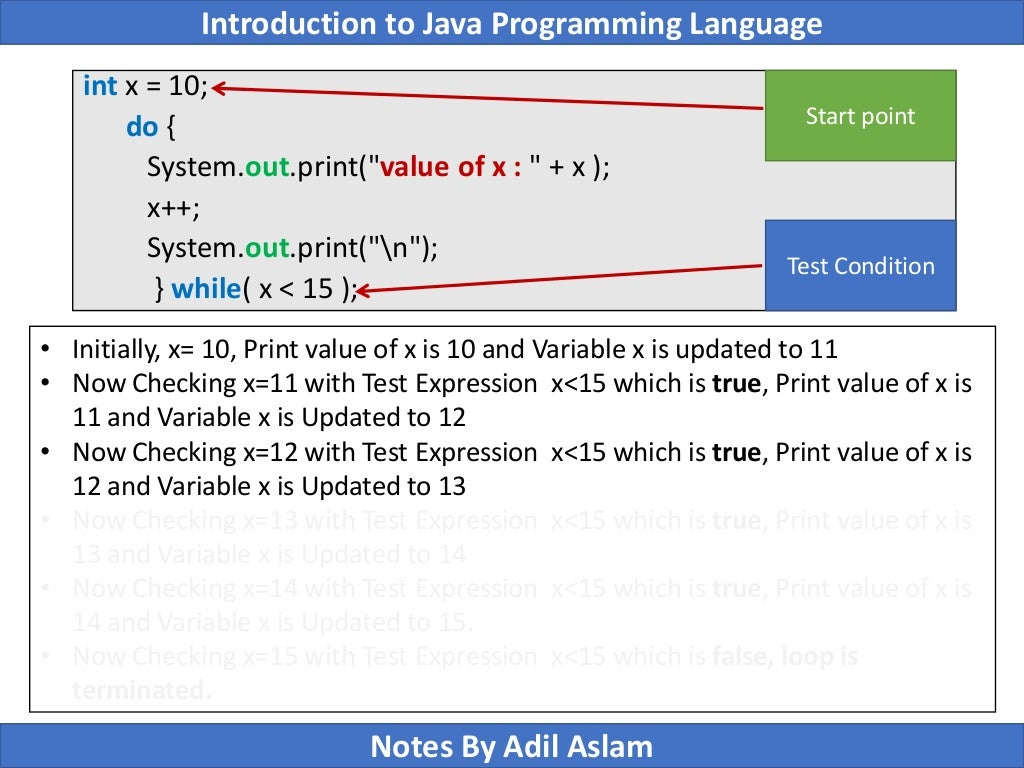 Introduction to Java Programming Language
int x = 10;
do {
System.out.print("value of x : " + x );
x++;
System.out.print("\n");
} while( x < 15 );
Start point
Test Condition
• Initially, x= 10, Print value of x is 10 and Variable x is updated to 11
• Now Checking x=11 with Test Expression  x<15 which is true, Print value of x is
11 and Variable x is Updated to 12
• Now Checking x=12 with Test Expression  x<15 which is true, Print value of x is
12 and Variable x is Updated to 13
• Now Checking x=13 with Test Expression  x<15 which is true, Print value of x is
13 and Variable x is Updated to 14
• Now Checking x=14 with Test Expression  x<15 which is true, Print value of x is
14 and Variable x is Updated to 15.
• Now Checking x=15 with Test Expression  x<15 which is false, loop is
terminated.
Notes By Adil Aslam